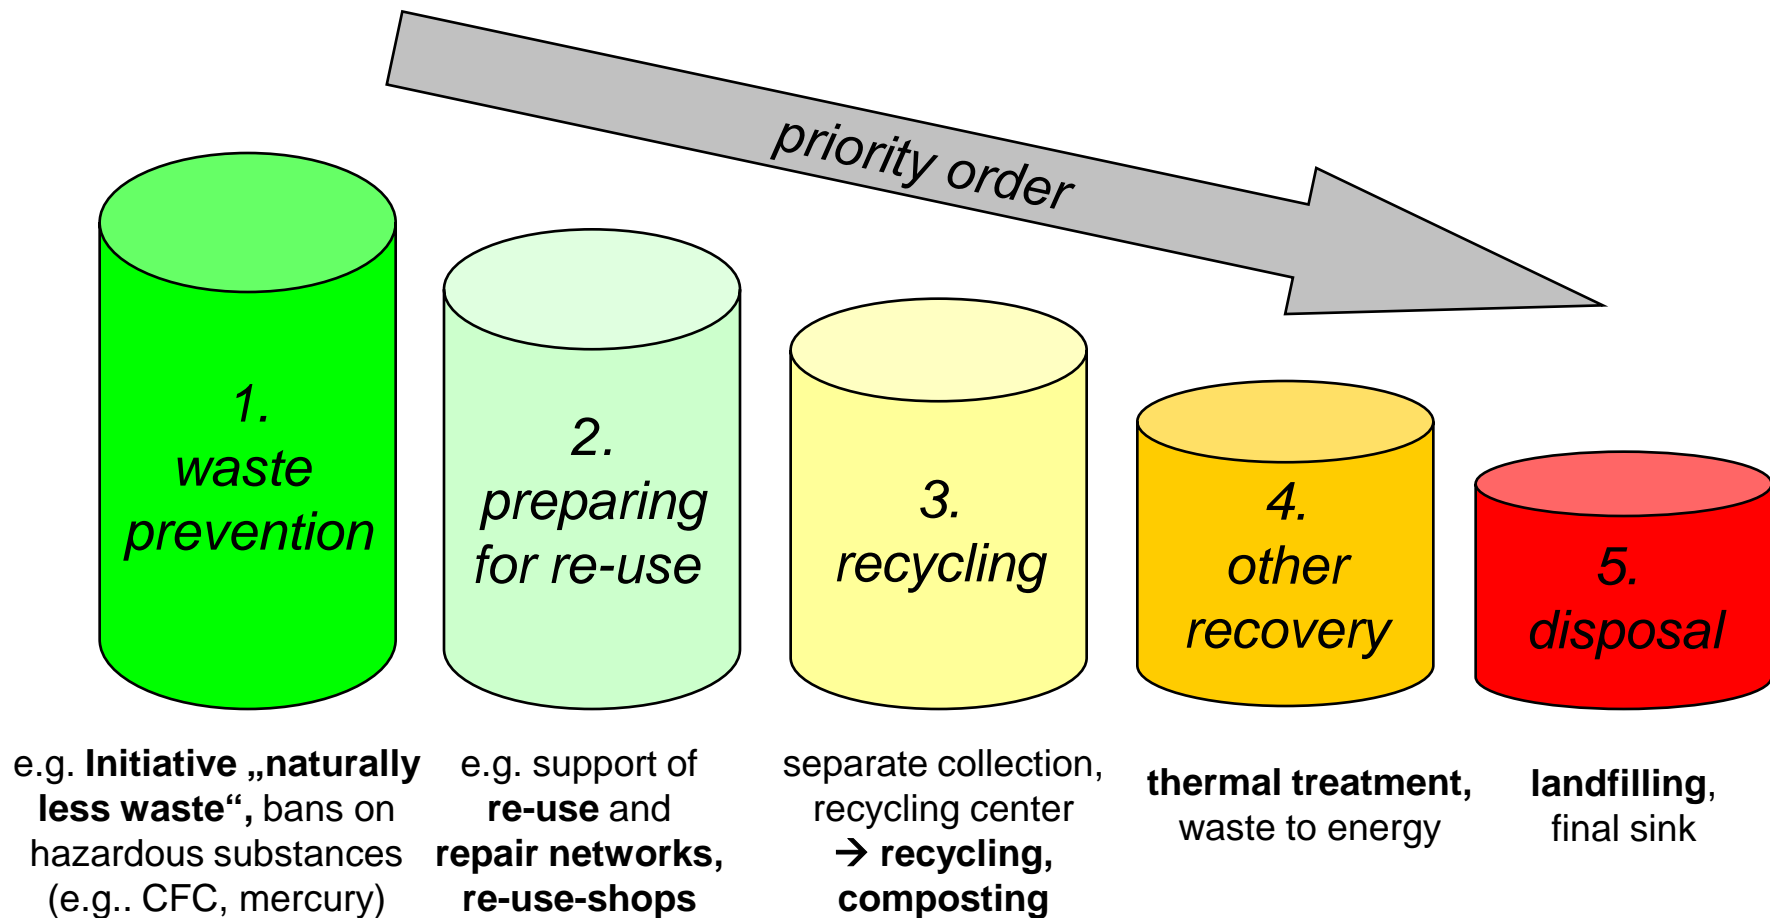 priority order
1.
waste
prevention
2.
preparing
for re-use
3.
recycling
4.
other
recovery
5.
disposal
e.g. Initiative „naturally
less waste“, bans on
hazardous substances
(e.g.. CFC, mercury)
e.g. support of
re-use and
repair networks,
re-use-shops
separate collection,
recycling center
→ recycling,
composting
thermal treatment,
waste to energy
landfilling,
final sink